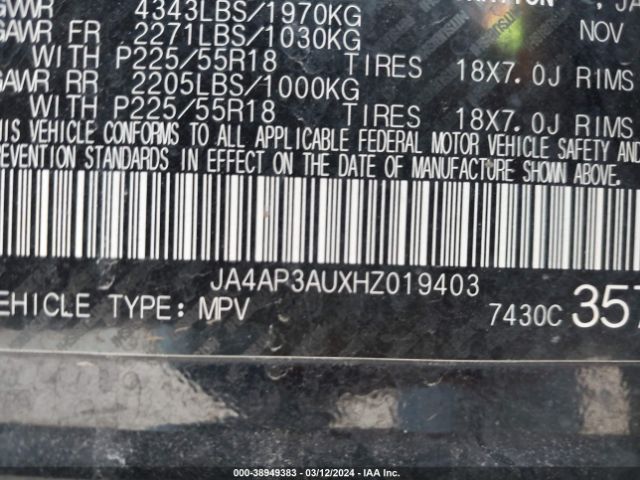 GVWR 4343LBS/1970KG
GAWR FR 2271LBS/1030KG NOV
WITH P225/55R18 TIRES 18X7.0J RIMS
GAWR RR 2205LBS/1000KG
WITH P225/55R18 TIRES 18X7.0J RIMS
HIS VEHICLE CONFORMS TO ALL APPLICABLE FEDERAL MOTOR VEHICLE SAFETY AND
REVENTION STANDARDS IN EFFECT ON THE DATE OF MANUFACTURE SHOWN ABOVE.
JA4AP3AUXHZ019403
EHICLE TYPE: MPV 7430C 357
000-38949383 - 03/12/2024 - IAA Inc.